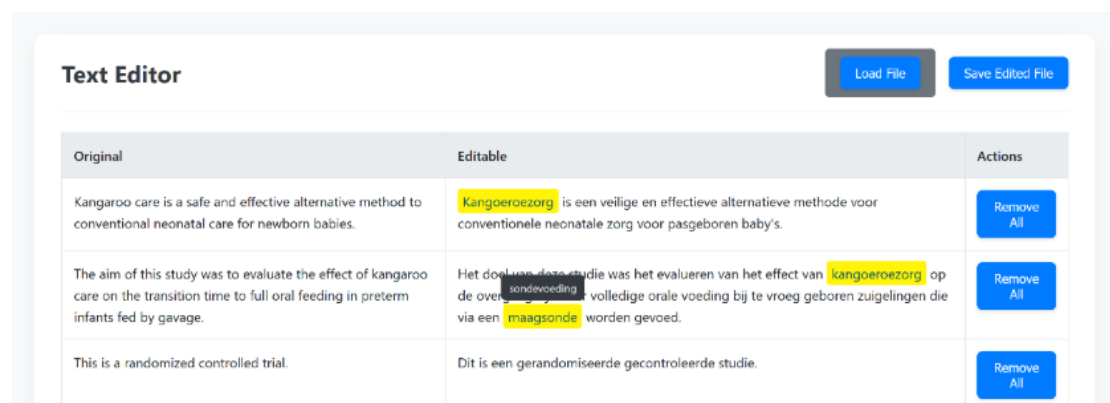 Text Editor
Load File
Save Edited File
Original
Editable
Actions
Kangaroo care is a safe and effective alternative method to
conventional neonatal care for newborn babies.
Kangoeroezorg is een veilige en effectieve alternatieve methode voor
conventionele neonatale zorg voor pasgeboren baby's.
Remove
All
The aim of this study was to evaluate the effect of kangaroo
care on the transition time to full oral feeding in preterm
infants fed by gavage.
Het doel van deze studie was het evalueren van het effect van kangoeroezorg op
sondevoeding
de volledige orale voeding bij te vroeg geboren zuigelingen die
via een maagsonde worden gevoed.
Remove
All
This is a randomized controlled trial.
Dit is een gerandomiseerde gecontroleerde studie.
Remove
All